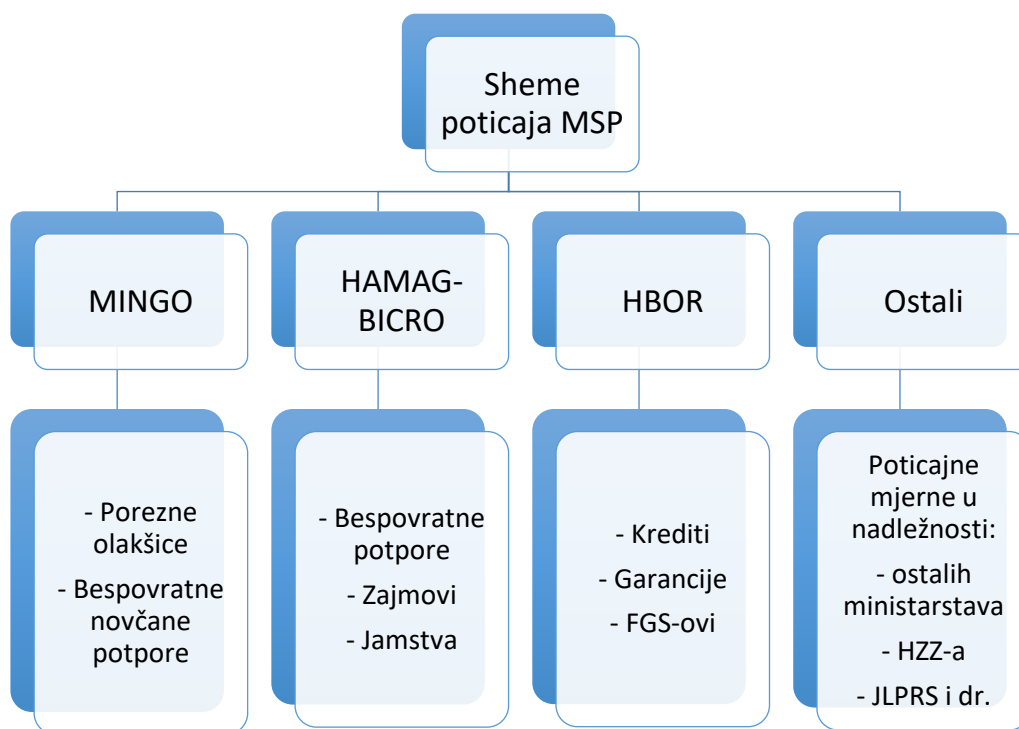 Sheme
poticaja MSP
MINGO
HAMAG-
BICRO
HBOR
Ostali
- Porezne
olakšice
- Bespovratne
novčane
potpore
- Bespovratne
potpore
- Zajmovi
- Jamstva
- Krediti
- Garancije
- FGS-ovi
Poticajne
mjerne u
nadležnosti:
- ostalih
ministarstava
- HZZ-a
- JLPRS i dr.